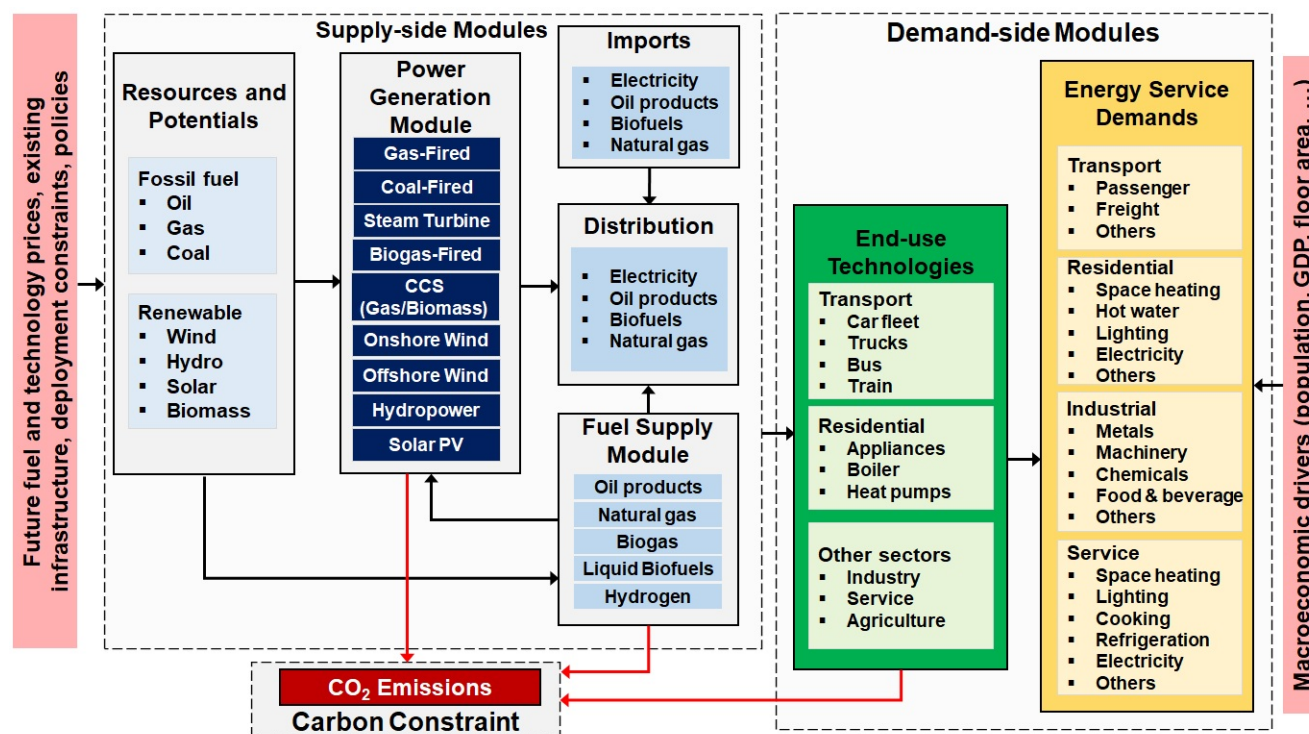 Future fuel and technology prices, existing
infrastructure, deployment constraints, policies
Supply-side Modules
Resources and
Potentials
Fossil fuel
▪ Oil
▪ Gas
▪ Coal
Renewable
▪ Wind
▪ Hydro
▪ Solar
▪ Biomass
Power
Generation
Module
Gas-Fired
Coal-Fired
Steam Turbine
Biogas-Fired
CCS
(Gas/Biomass)
Onshore Wind
Offshore Wind
Hydropower
Solar PV
Imports
▪ Electricity
▪ Oil products
▪ Biofuels
▪ Natural gas
Distribution
▪ Electricity
▪ Oil products
▪ Biofuels
▪ Natural gas
Fuel Supply
Module
Oil products
Natural gas
Biogas
Liquid Biofuels
Hydrogen
CO₂ Emissions
Carbon Constraint
Demand-side Modules
End-use
Technologies
Transport
▪ Car fleet
▪ Trucks
▪ Bus
▪ Train
Residential
▪ Appliances
▪ Boiler
▪ Heat pumps
Other sectors
▪ Industry
▪ Service
▪ Agriculture
Energy Service
Demands
Transport
▪ Passenger
▪ Freight
▪ Others
Residential
▪ Space heating
▪ Hot water
▪ Lighting
▪ Electricity
▪ Others
Industrial
▪ Metals
▪ Machinery
▪ Chemicals
▪ Food & beverage
▪ Others
Service
▪ Space heating
▪ Lighting
▪ Cooking
▪ Refrigeration
▪ Electricity
▪ Others
Macroeconomic drivers (population, GDP, floor area, …)